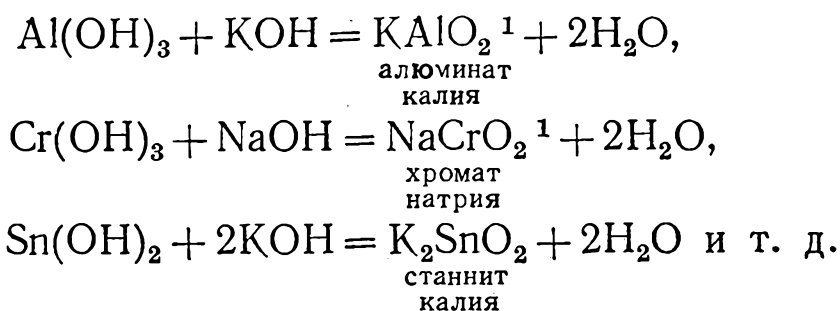 Al(OH)₃ + KOH = KAlO₂ ¹ + 2H₂O,
алюминат
калия
Cr(OH)₃ + NaOH = NaCrO₂ ¹ + 2H₂O,
хромат
натрия
Sn(OH)₂ + 2KOH = K₂SnO₂ + 2H₂O и т. д.
станнит
калия